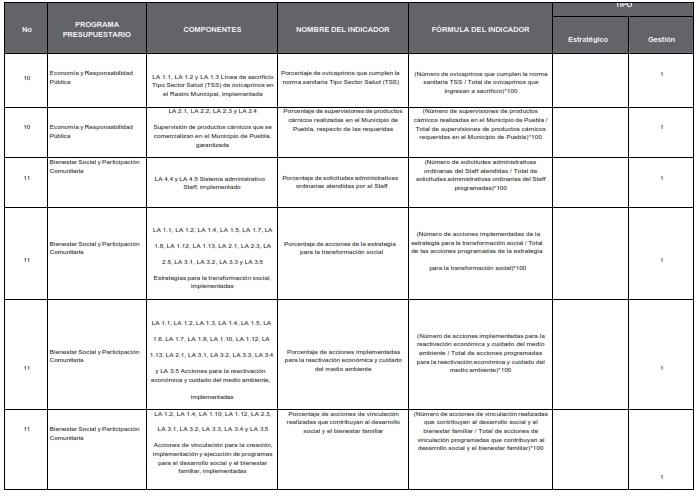 TIPO
No
PROGRAMA
PRESUPUESTARIO
COMPONENTES
NOMBRE DEL INDICADOR
FÓRMULA DEL INDICADOR
Estratégico
Gestión
10
Economía y Responsabilidad
Pública
LA 1.1, LA 1.2 y LA 1.3 Línea de sacrificio
Tipo Sector Salud (TSS) de ovicaprinos en
el Rastro Municipal, implementada
Porcentaje de ovicaprinos que cumplen la
norma sanitaria Tipo Sector Salud (TSS)
(Número de ovicaprinos que cumplen la norma
sanitaria TSS / Total de ovicaprinos que
ingresan a sacrificio)*100
1
10
Economía y Responsabilidad
Pública
LA 2.1, LA 2.2, LA 2.3 y LA 2.4
Supervisión de productos cárnicos que se
comercializan en el Municipio de Puebla,
garantizada
Porcentaje de supervisiones de productos
cárnicos realizadas en el Municipio de
Puebla, respecto de las requeridas
(Número de supervisiones de productos
cárnicos realizadas en el Municipio de Puebla /
Total de supervisiones de productos cárnicos
requeridas en el Municipio de Puebla)*100
1
11
Bienestar Social y Participación
Comunitaria
LA 4.4 y LA 4.5 Sistema administrativo
Staff, implementado
Porcentaje de solicitudes administrativas
ordinarias atendidas por el Staff
(Número de solicitudes administrativas
ordinarias del Staff atendidas / Total de
solicitudes administrativas ordinarias del Staff
programadas)*100
1
11
Bienestar Social y Participación
Comunitaria
LA 1.1, LA 1.2, LA 1.4, LA 1.5, LA 1.7, LA
1.8, LA 1.12, LA 1.13, LA 2.1, LA 2.3, LA
2.5, LA 3.1, LA 3.2, LA 3.3 y LA 3.5
Estrategias para la transformación social,
implementadas
Porcentaje de acciones de la estrategia
para la transformación social
(Número de acciones implementadas de la
estrategia para la transformación social / Total
de las acciones programadas de la estrategia
para la transformación social)*100
1
11
Bienestar Social y Participación
Comunitaria
LA 1.1, LA 1.2, LA 1.3, LA 1.4, LA 1.5, LA
1.6, LA 1.7, LA 1.8, LA 1.10, LA 1.12, LA
1.13, LA 2.1, LA 3.1, LA 3.2, LA 3.3, LA 3.4
y LA 3.5 Acciones para la reactivación
económica y cuidado del medio ambiente,
implementadas
Porcentaje de acciones implementadas
para la reactivación económica y cuidado
del medio ambiente
(Número de acciones implementadas para la
reactivación económica y cuidado del medio
ambiente / Total de acciones programadas
para la reactivación económica y cuidado del
medio ambiente)*100
1
11
Bienestar Social y Participación
Comunitaria
LA 1.2, LA 1.4, LA 1.10, LA 1.12, LA 2.3,
LA 3.1, LA 3.2, LA 3.3, LA 3.4 y LA 3.5
Acciones de vinculación para la creación,
implementación y ejecución de programas
para el desarrollo social y el bienestar
familiar, implementadas
Porcentaje de acciones de vinculación
realizadas que contribuyan al desarrollo
social y el bienestar familiar
(Número de acciones de vinculación realizadas
que contribuyan al desarrollo social y el
bienestar familiar / Total de acciones de
vinculación programadas que contribuyan al
desarrollo social y el bienestar familiar)*100
1